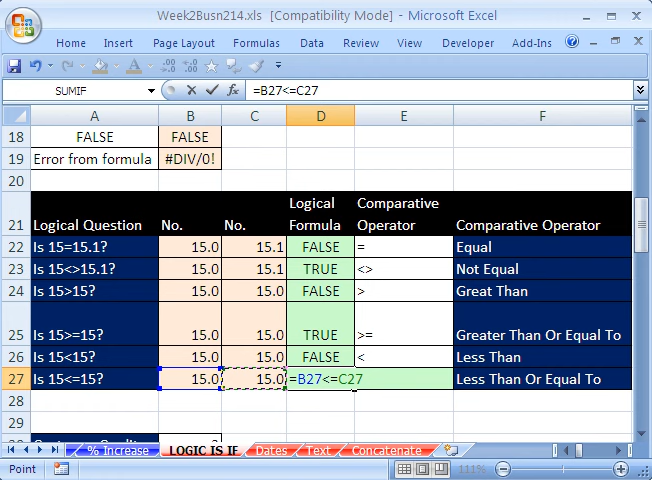 Week2Busn214.xls [Compatibility Mode] - Microsoft Excel
Home Insert Page Layout Formulas Data Review View Developer Add-Ins
SUMIF fx =B27<=C27
A B C D E F
18 FALSE FALSE
19 Error from formula #DIV/0!
20
Logical Comparative
21 Logical Question No. No. Formula Operator Comparative Operator
22 Is 15=15.1? 15.0 15.1 FALSE = Equal
23 Is 15<>15.1? 15.0 15.1 TRUE <> Not Equal
24 Is 15>15? 15.0 15.0 FALSE > Great Than
25 Is 15>=15? 15.0 15.0 TRUE >= Greater Than Or Equal To
26 Is 15<15? 15.0 15.0 FALSE < Less Than
27 Is 15<=15? 15.0 15.0 =B27<=C27 Less Than Or Equal To
28
29
% Increase LOGIC IS IF Dates Text Concatenate
Point 111%